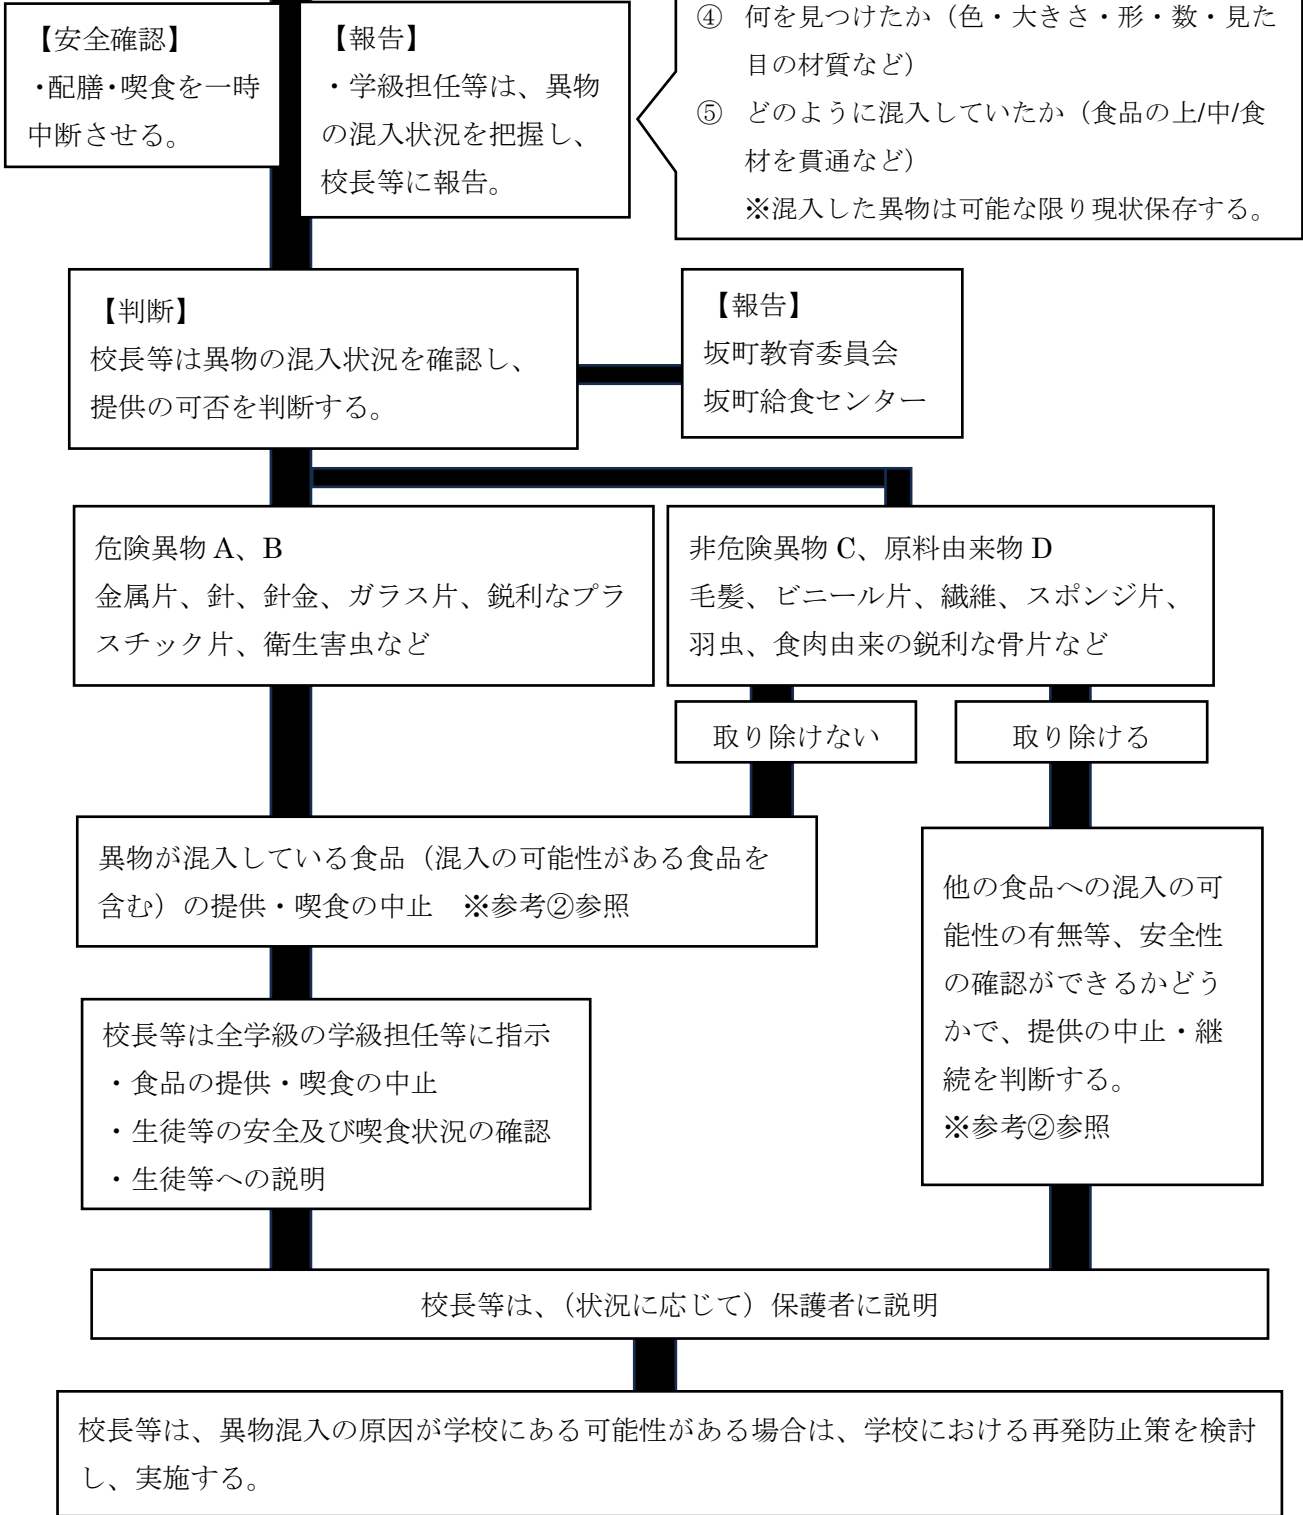 【安全確認】
・配膳・喫食を一時
中断させる。
【報告】
・学級担任等は、異物
の混入状況を把握し、
校長等に報告。
④ 何を見つけたか（色・大きさ・形・数・見た
目の材質など）
⑤ どのように混入していたか（食品の上/中/食
材を貫通など）
※混入した異物は可能な限り現状保存する。
【判断】
校長等は異物の混入状況を確認し、
提供の可否を判断する。
【報告】
坂町教育委員会
坂町給食センター
危険異物 A、B
金属片、針、針金、ガラス片、鋭利なプラ
スチック片、衛生害虫など
非危険異物 C、原料由来物 D
毛髪、ビニール片、繊維、スポンジ片、
羽虫、食肉由来の鋭利な骨片など
取り除けない
取り除ける
異物が混入している食品（混入の可能性がある食品を
含む）の提供・喫食の中止　※参考②参照
他の食品への混入の可
能性の有無等、安全性
の確認ができるかどう
かで、提供の中止・継
続を判断する。
※参考②参照
校長等は全学級の学級担任等に指示
・食品の提供・喫食の中止
・生徒等の安全及び喫食状況の確認
・生徒等への説明
校長等は、（状況に応じて）保護者に説明
校長等は、異物混入の原因が学校にある可能性がある場合は、学校における再発防止策を検討
し、実施する。